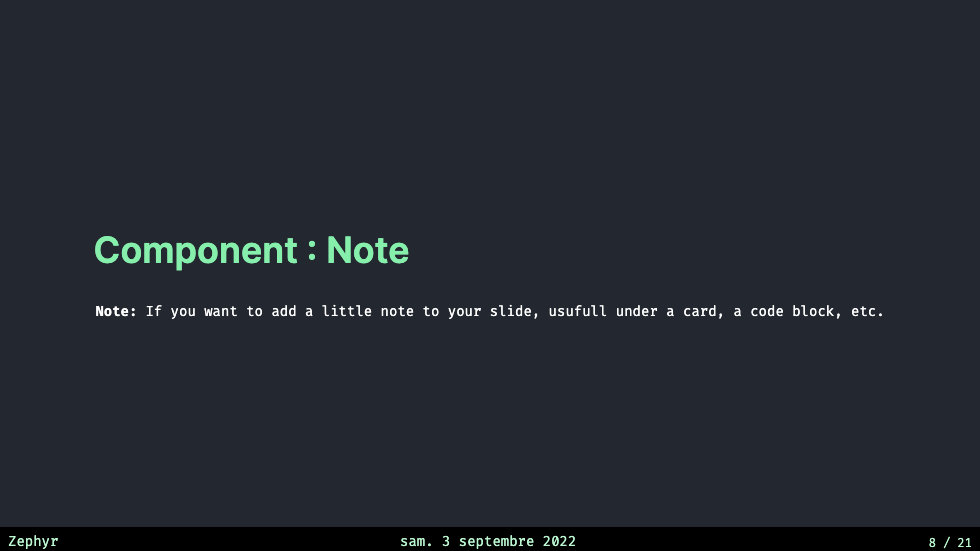 Component : Note
Note: If you want to add a little note to your slide, usufull under a card, a code block, etc.
Zephyr
sam. 3 septembre 2022
8 / 21